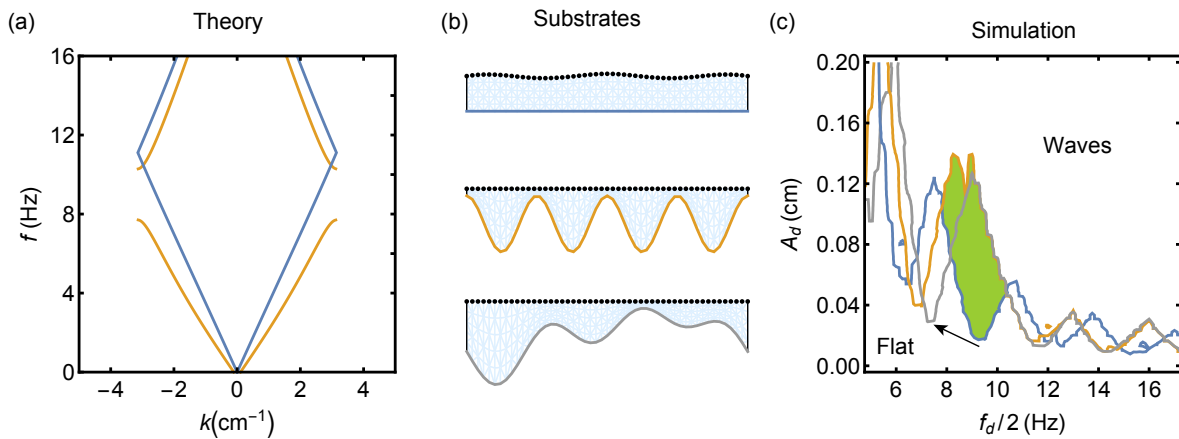 (a) Theory
16
12
8
4
0
f (Hz)
-4 -2 0 2 4
k(cm⁻¹)
(b) Substrates
(c) Simulation
0.20
0.16
0.12
0.08
0.04
0.00
A_d (cm)
Waves
Flat
6 8 10 12 14 16
f_d/2 (Hz)